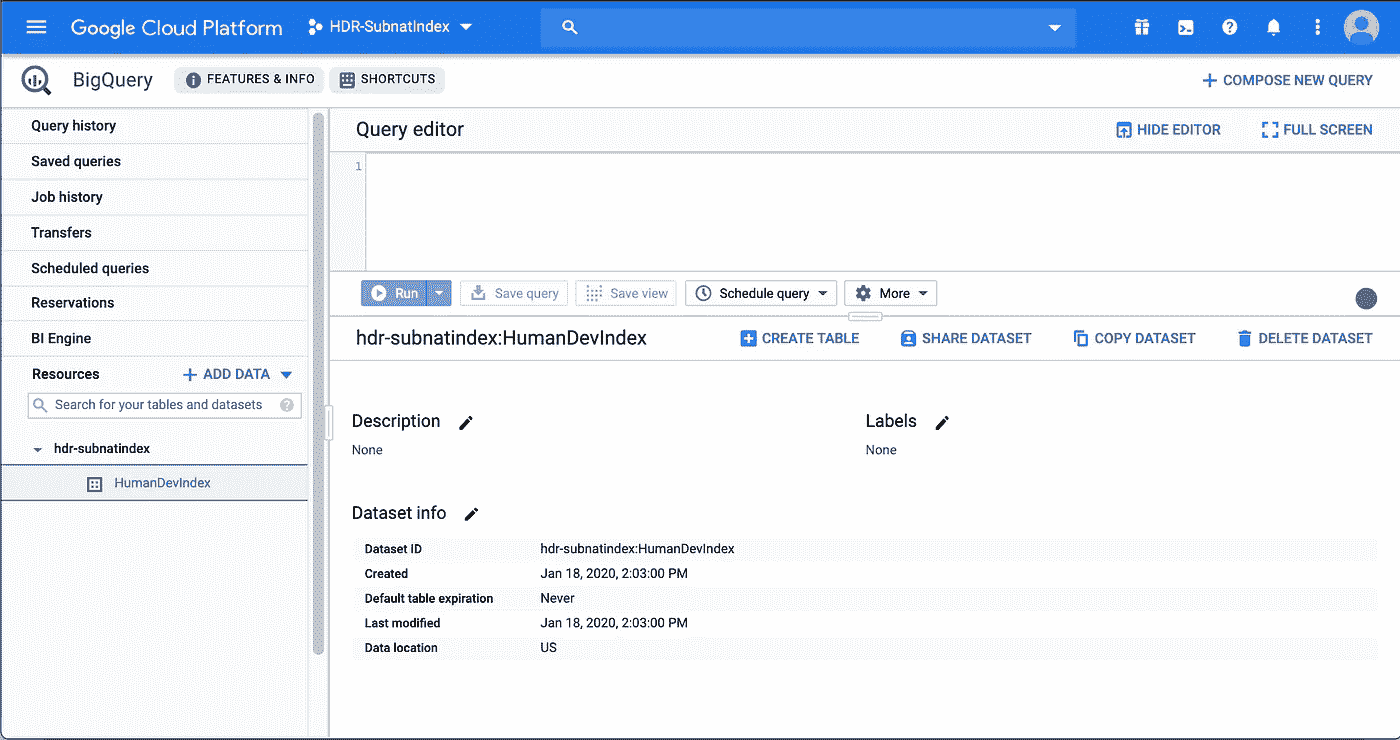 Google Cloud Platform HDR-SubnatIndex
BigQuery FEATURES & INFO SHORTCUTS COMPOSE NEW QUERY
Query history
Saved queries
Job history
Transfers
Scheduled queries
Reservations
BI Engine
Resources ADD DATA
Search for your tables and datasets
hdr-subnatindex
HumanDevIndex
Query editor HIDE EDITOR FULL SCREEN
1
Run Save query Save view Schedule query More
hdr-subnatindex:HumanDevIndex CREATE TABLE SHARE DATASET COPY DATASET DELETE DATASET
Description Labels
None None
Dataset info
Dataset ID hdr-subnatindex:HumanDevIndex
Created Jan 18, 2020, 2:03:00 PM
Default table expiration Never
Last modified Jan 18, 2020, 2:03:00 PM
Data location US